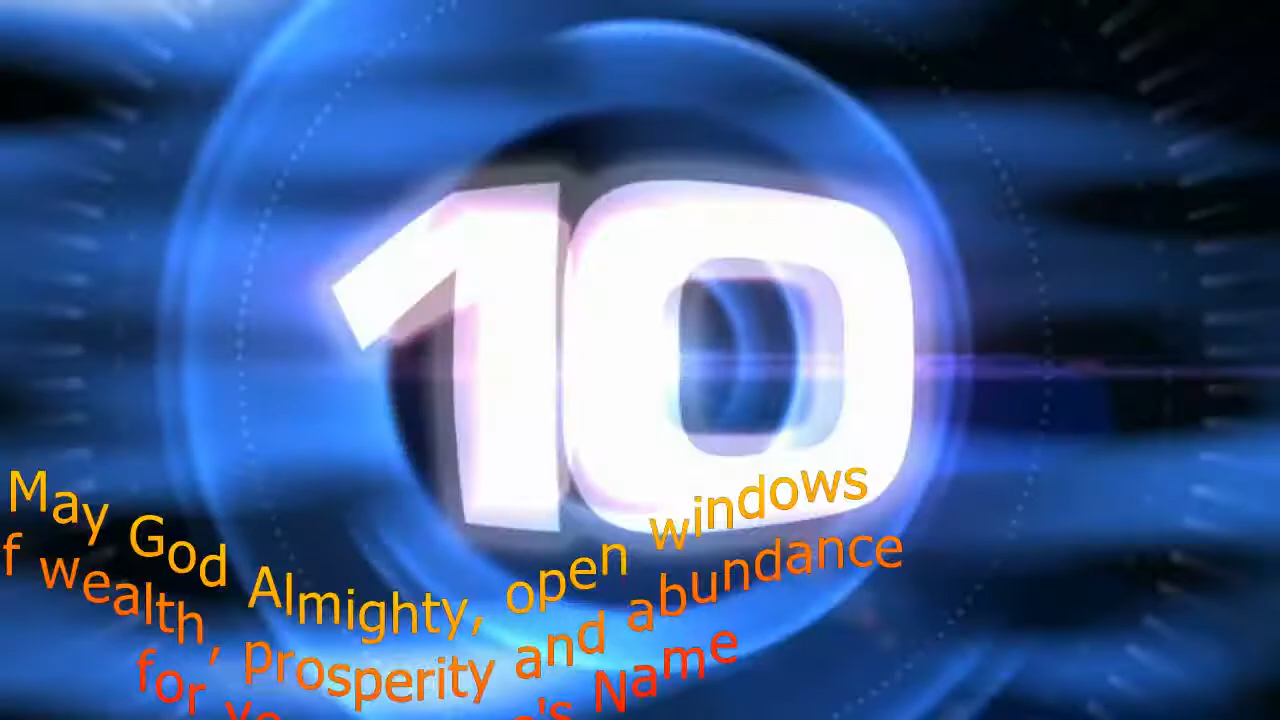 10
May God Almighty, open windows
f wealth, prosperity and abundance
for Name